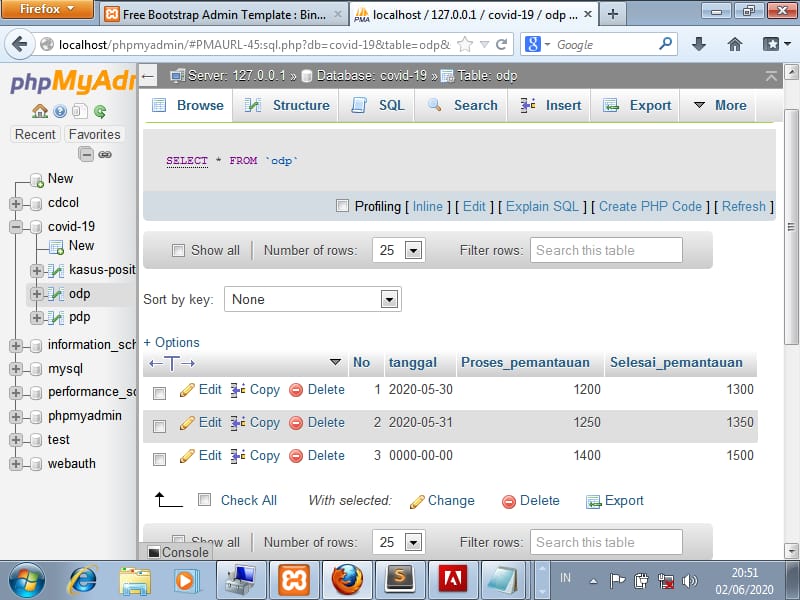 Firefox
Free Bootstrap Admin Template : Bin...
localhost / 127.0.0.1 / covid-19 / odp ...
localhost/phpmyadmin/#PMAURL-45:sql.php?db=covid-19&table=odp&
Google
phpMyAdm
Recent
Favorites
New
cdcol
covid-19
New
kasus-posit
odp
pdp
information_sch
mysql
performance_sc
phpmyadmin
test
webauth
Server: 127.0.0.1 » Database: covid-19 » Table: odp
Browse Structure SQL Search Insert Export More
SELECT * FROM `odp`
Profiling [ Inline ] [ Edit ] [ Explain SQL ] [ Create PHP Code ] [ Refresh ]
Show all Number of rows: 25 Filter rows: Search this table
Sort by key: None
+ Options
←T→ No tanggal Proses_pemantauan Selesai_pemantauan
Edit Copy Delete 1 2020-05-30 1200 1300
Edit Copy Delete 2 2020-05-31 1250 1350
Edit Copy Delete 3 0000-00-00 1400 1500
Check All With selected: Change Delete Export
Show all Number of rows: 25 Filter rows: Search this table
Console
IN
20:51
02/06/2020